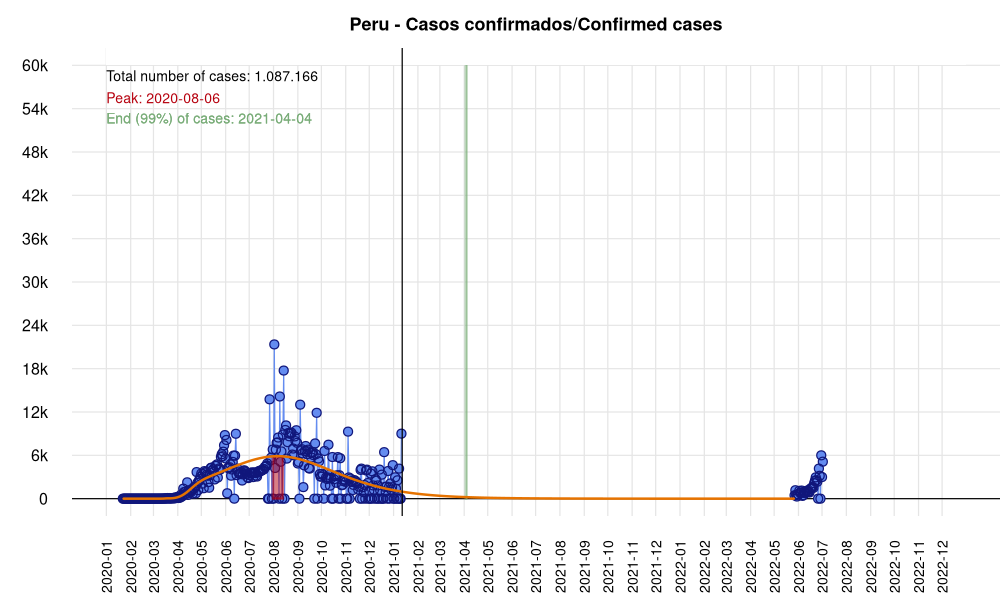 Peru - Casos confirmados/Confirmed cases
60k
Total number of cases: 1.087.166
Peak: 2020-08-06
54k
End (99%) of cases: 2021-04-04
48k
42k
36k
30k
24k
18k
12k
6k
0
2020-01
2020-02
2020-03
2020-04
2020-05
2020-06
2020-07
2020-08
2020-09
2020-10
2020-11
2020-12
2021-01
2021-02
2021-03
2021-04
2021-05
2021-06
2021-07
2021-08
2021-09
2021-10
2021-11
2021-12
2022-01
2022-02
2022-03
2022-04
2022-05
2022-06
2022-07
2022-08
2022-09
2022-10
2022-11
2022-12